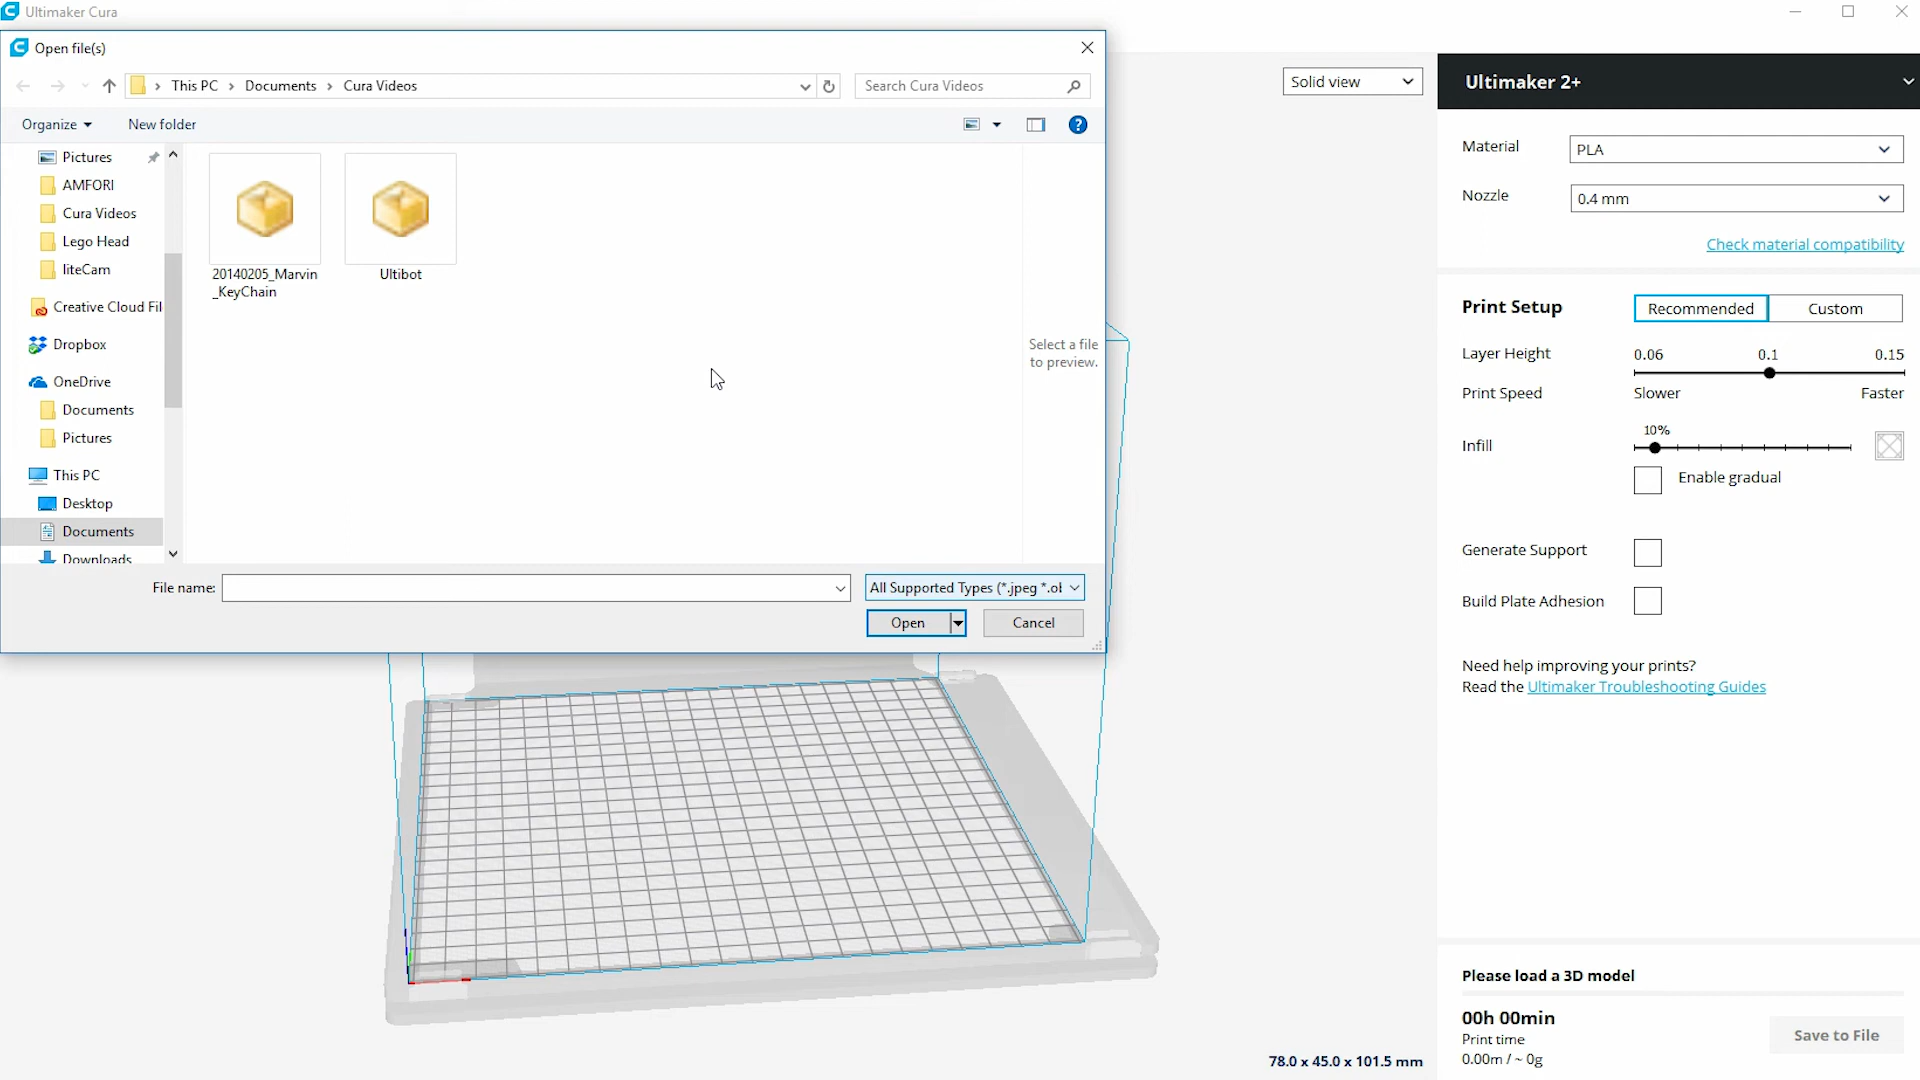 Ultimaker Cura
Open file(s)
This PC > Documents > Cura Videos
Search Cura Videos
Organize
New folder
Pictures
AMFORI
Cura Videos
Lego Head
liteCam
Creative Cloud Fil
Dropbox
OneDrive
Documents
Pictures
This PC
Desktop
Documents
Downloads
20140205_Marvin
_KeyChain
Ultibot
Select a file
to preview.
File name:
All Supported Types (*.jpeg *.ob
Open
Cancel
Solid view
Ultimaker 2+
Material
PLA
Nozzle
0.4 mm
Check material compatibility
Print Setup
Recommended
Custom
Layer Height
0.06 0.1 0.15
Print Speed
Slower
Faster
10%
Infill
Enable gradual
Generate Support
Build Plate Adhesion
Need help improving your prints?
Read the Ultimaker Troubleshooting Guides
Please load a 3D model
00h 00min
Print time
0.00m / ~ 0g
Save to File
78.0 x 45.0 x 101.5 mm